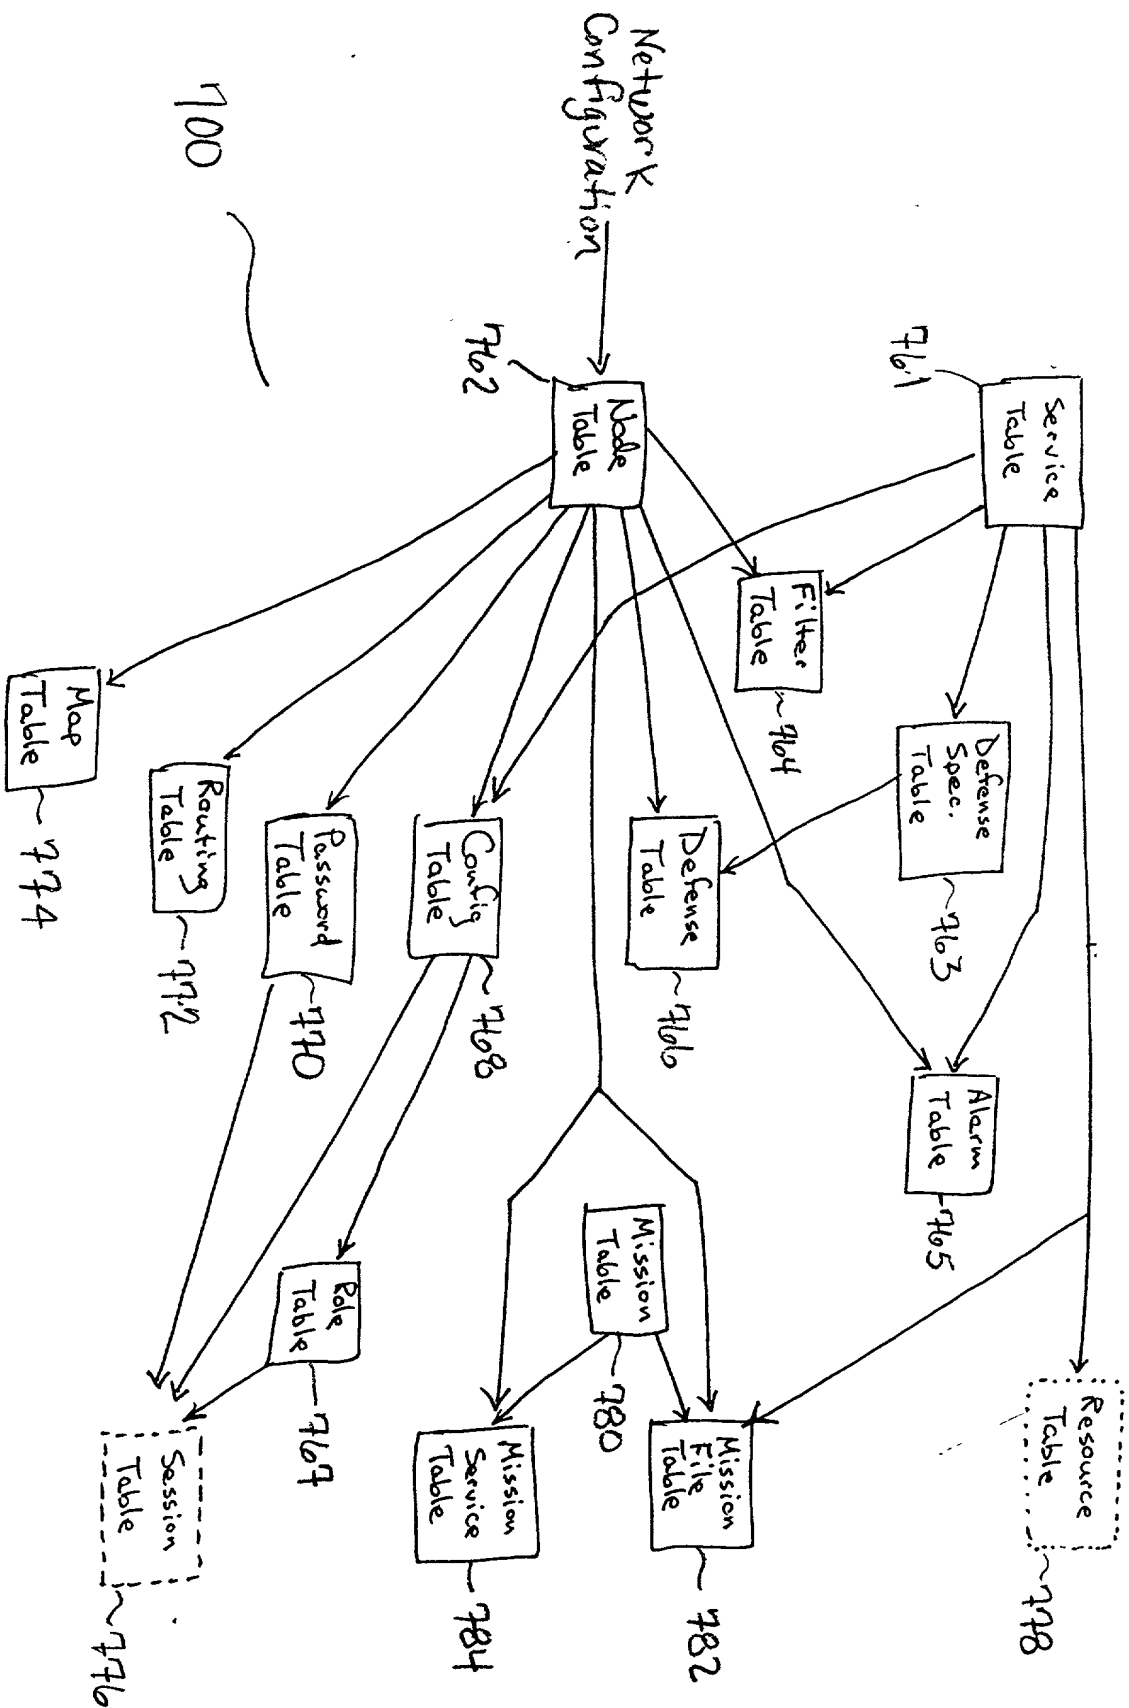 Network
Configuration
700
Service
Table
761
Node
Table
762
Filter
Table
764
Defense
Spec.
Table
763
Alarm
Table
765
Defense
Table
766
Config
Table
768
Password
Table
770
Routing
Table
772
Map
Table
774
Role
Table
767
Mission
Table
780
Mission
File
Table
782
Mission
Service
Table
784
Resource
Table
778
Session
Table
776